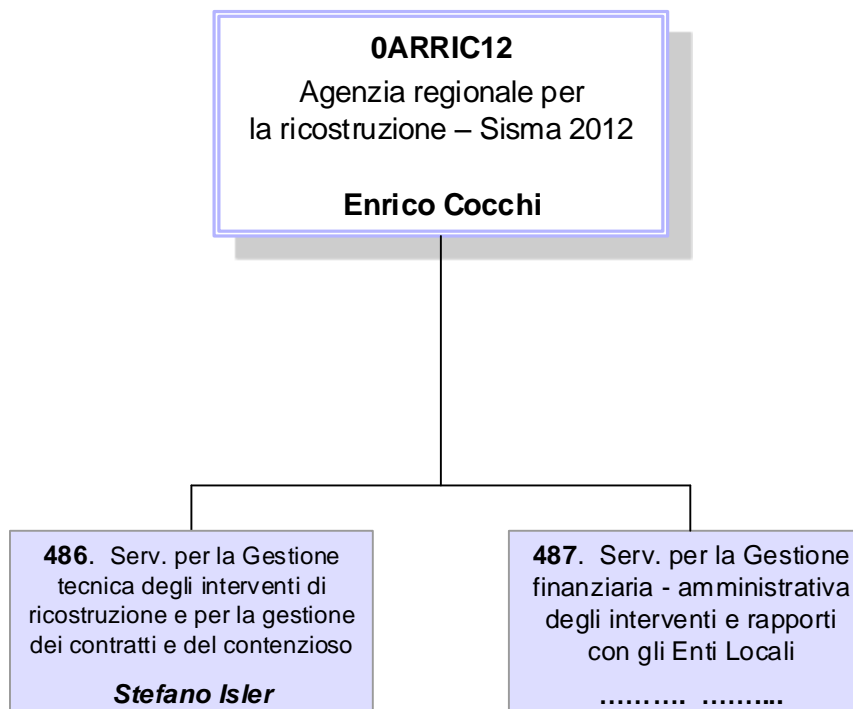 0ARRIC12
Agenzia regionale per
la ricostruzione – Sisma 2012
Enrico Cocchi
486. Serv. per la Gestione
tecnica degli interventi di
ricostruzione e per la gestione
dei contratti e del contenzioso
Stefano Isler
487. Serv. per la Gestione
finanziaria - amministrativa
degli interventi e rapporti
con gli Enti Locali
………. ……...